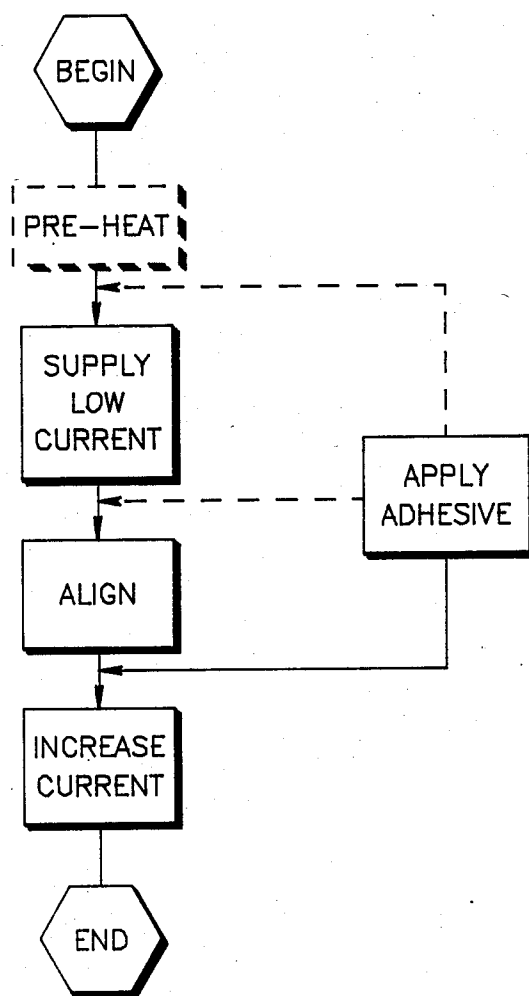 BEGIN
PRE-HEAT
SUPPLY
LOW
CURRENT
APPLY
ADHESIVE
ALIGN
INCREASE
CURRENT
END